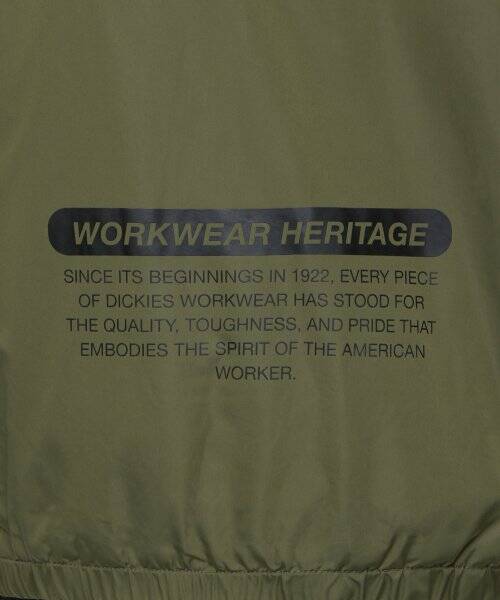 WORKWEAR HERITAGE
SINCE ITS BEGINNINGS IN 1922, EVERY PIECE
OF DICKIES WORKWEAR HAS STOOD FOR
THE QUALITY, TOUGHNESS, AND PRIDE THAT
EMBODIES THE SPIRIT OF THE AMERICAN
WORKER.